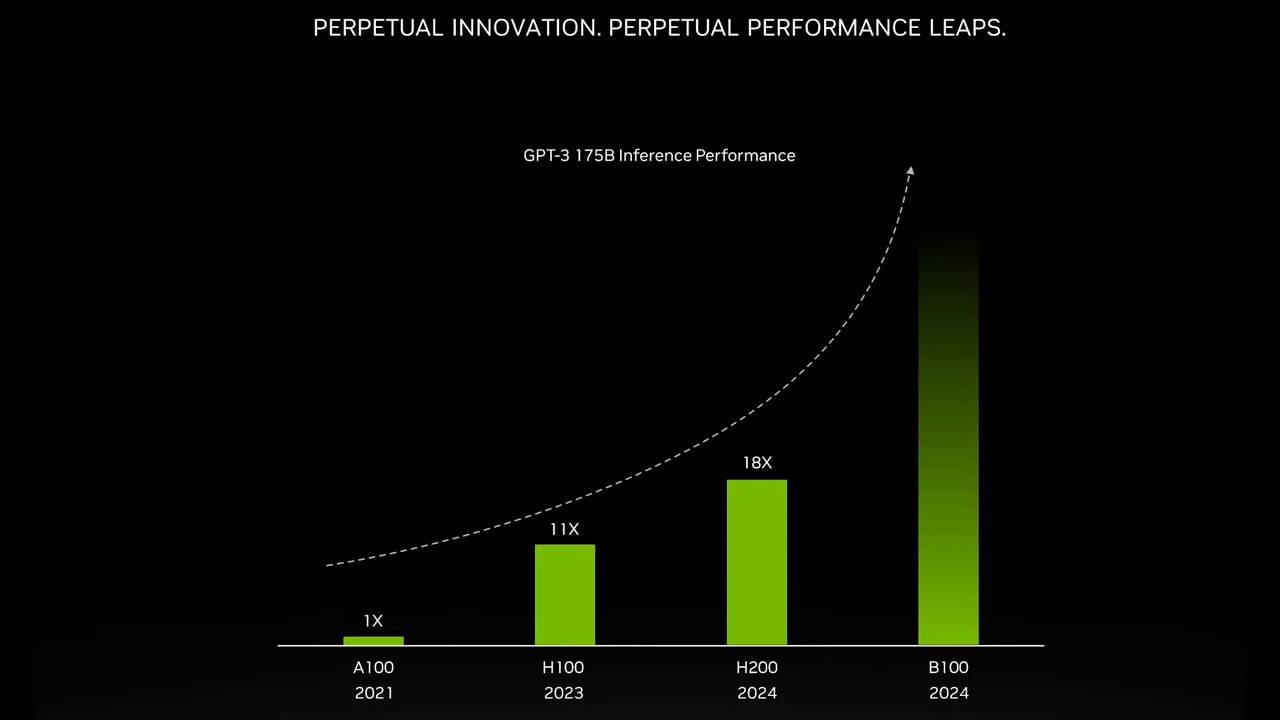 PERPETUAL INNOVATION. PERPETUAL PERFORMANCE LEAPS.
GPT-3 175B Inference Performance
1X
11X
18X
A100
2021
H100
2023
H200
2024
B100
2024